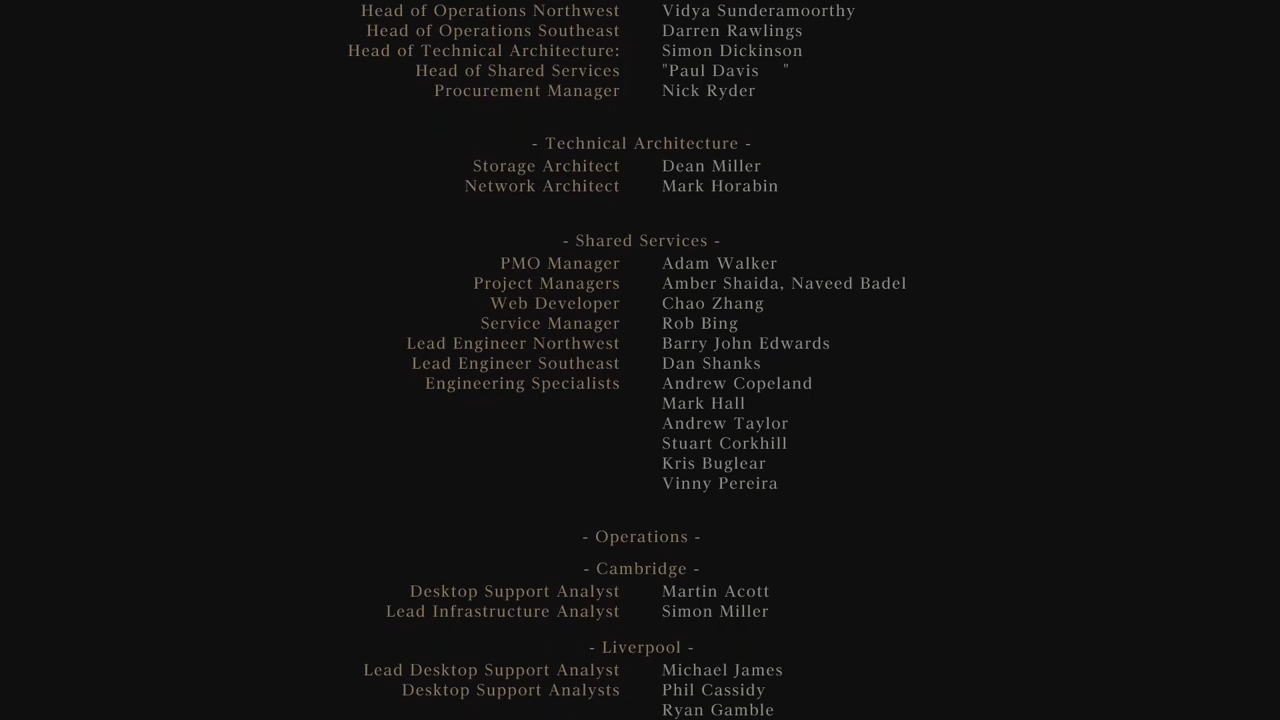 Head of Operations Northwest Vidya Sunderamoorthy
Head of Operations Southeast Darren Rawlings
Head of Technical Architecture: Simon Dickinson
Head of Shared Services "Paul Davis "
Procurement Manager Nick Ryder
- Technical Architecture -
Storage Architect Dean Miller
Network Architect Mark Horabin
- Shared Services -
PMO Manager Adam Walker
Project Managers Amber Shaida, Naveed Badel
Web Developer Chao Zhang
Service Manager Rob Bing
Lead Engineer Northwest Barry John Edwards
Lead Engineer Southeast Dan Shanks
Engineering Specialists Andrew Copeland
Mark Hall
Andrew Taylor
Stuart Corkhill
Kris Buglear
Vinny Pereira
- Operations -
- Cambridge -
Desktop Support Analyst Martin Acott
Lead Infrastructure Analyst Simon Miller
- Liverpool -
Lead Desktop Support Analyst Michael James
Desktop Support Analysts Phil Cassidy
Ryan Gamble